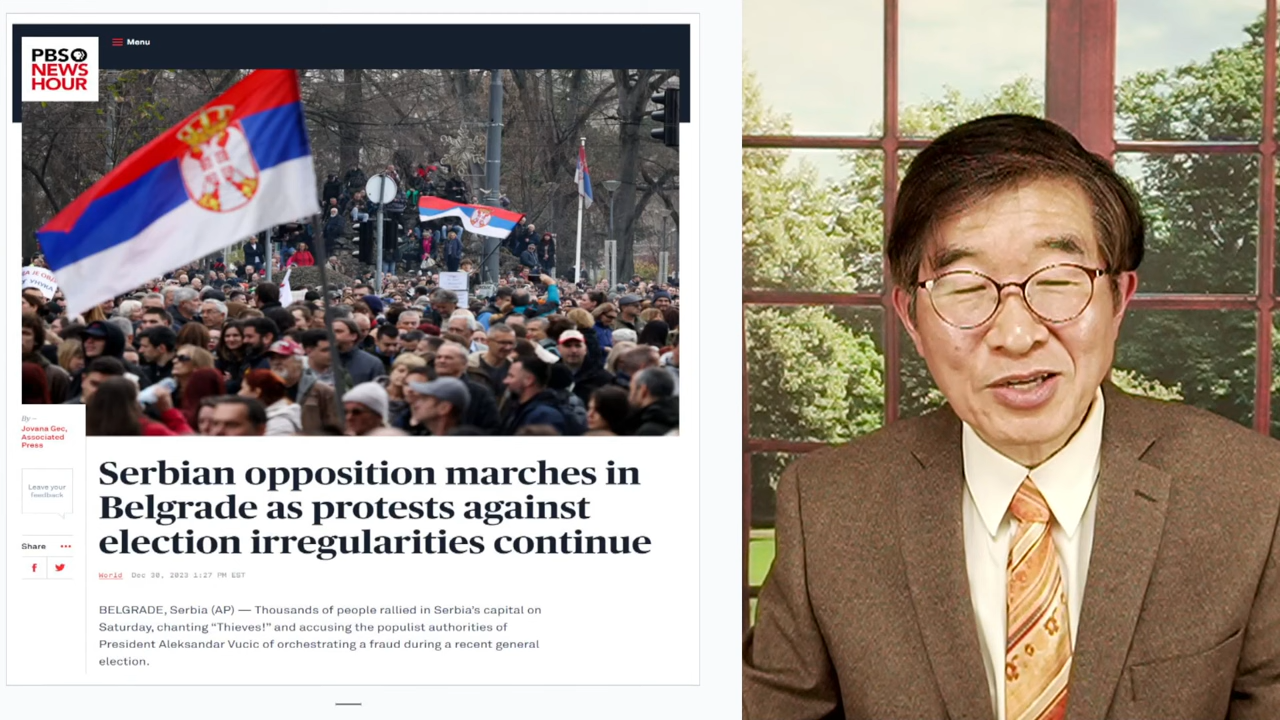 PBS
NEWS
HOUR
Menu
By —
Jovana Gec,
Associated
Press
Leave your
feedback
Share
Serbian opposition marches in
Belgrade as protests against
election irregularities continue
World Dec 30, 2023 1:27 PM EST
BELGRADE, Serbia (AP) — Thousands of people rallied in Serbia's capital on
Saturday, chanting “Thieves!” and accusing the populist authorities of
President Aleksandar Vucic of orchestrating a fraud during a recent general
election.